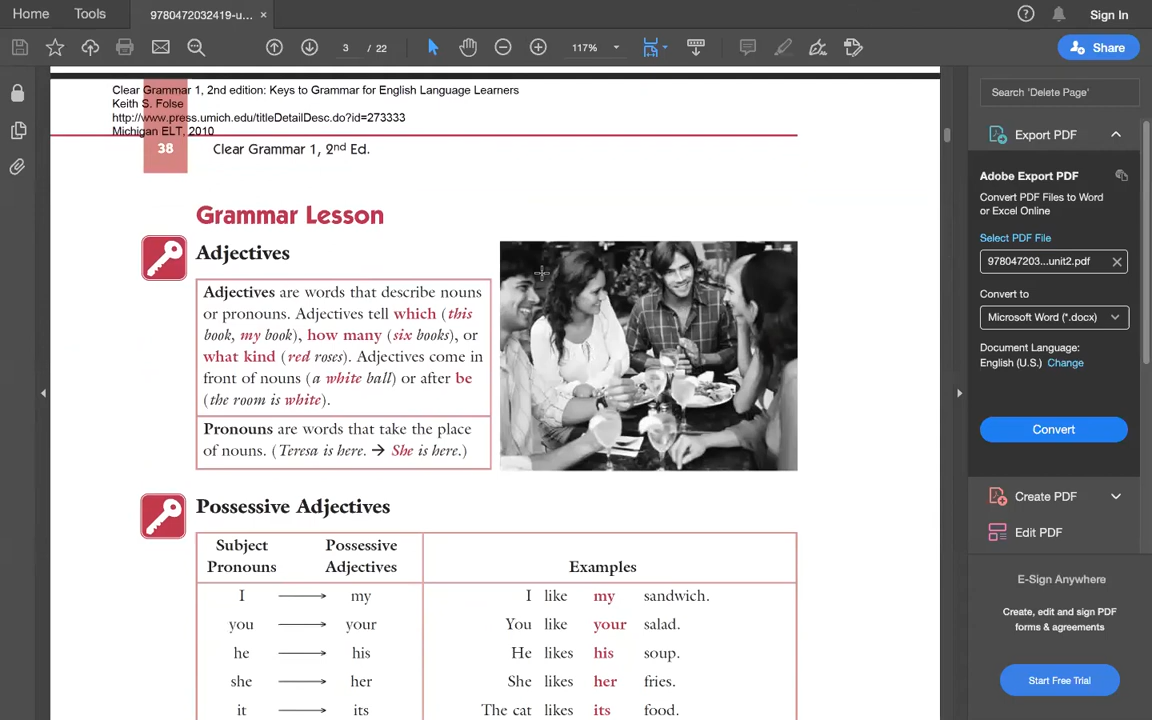 Home
Tools
9780472032419-u...
×
?
Sign In
3 / 22
117%
Share
Clear Grammar 1, 2nd edition: Keys to Grammar for English Language Learners
Keith S. Folse
http://www.press.umich.edu/titleDetailDesc.do?id=273333
Michigan ELT, 2010
38
Clear Grammar 1, 2nd Ed.
Grammar Lesson
Adjectives
Adjectives are words that describe nouns
or pronouns. Adjectives tell which (this
book, my book), how many (six books), or
what kind (red roses). Adjectives come in
front of nouns (a white ball) or after be
(the room is white).
Pronouns are words that take the place
of nouns. (Teresa is here. → She is here.)
Possessive Adjectives
Subject Pronouns
Possessive Adjectives
Examples
I → my
I like my sandwich.
you → your
You like your salad.
he → his
He likes his soup.
she → her
She likes her fries.
it → its
The cat likes its food.
Search 'Delete Page'
Export PDF
Adobe Export PDF
Convert PDF Files to Word
or Excel Online
Select PDF File
978047203...unit2.pdf
Convert to
Microsoft Word (*.docx)
Document Language:
English (U.S.) Change
Convert
Create PDF
Edit PDF
E-Sign Anywhere
Create, edit and sign PDF
forms & agreements
Start Free Trial